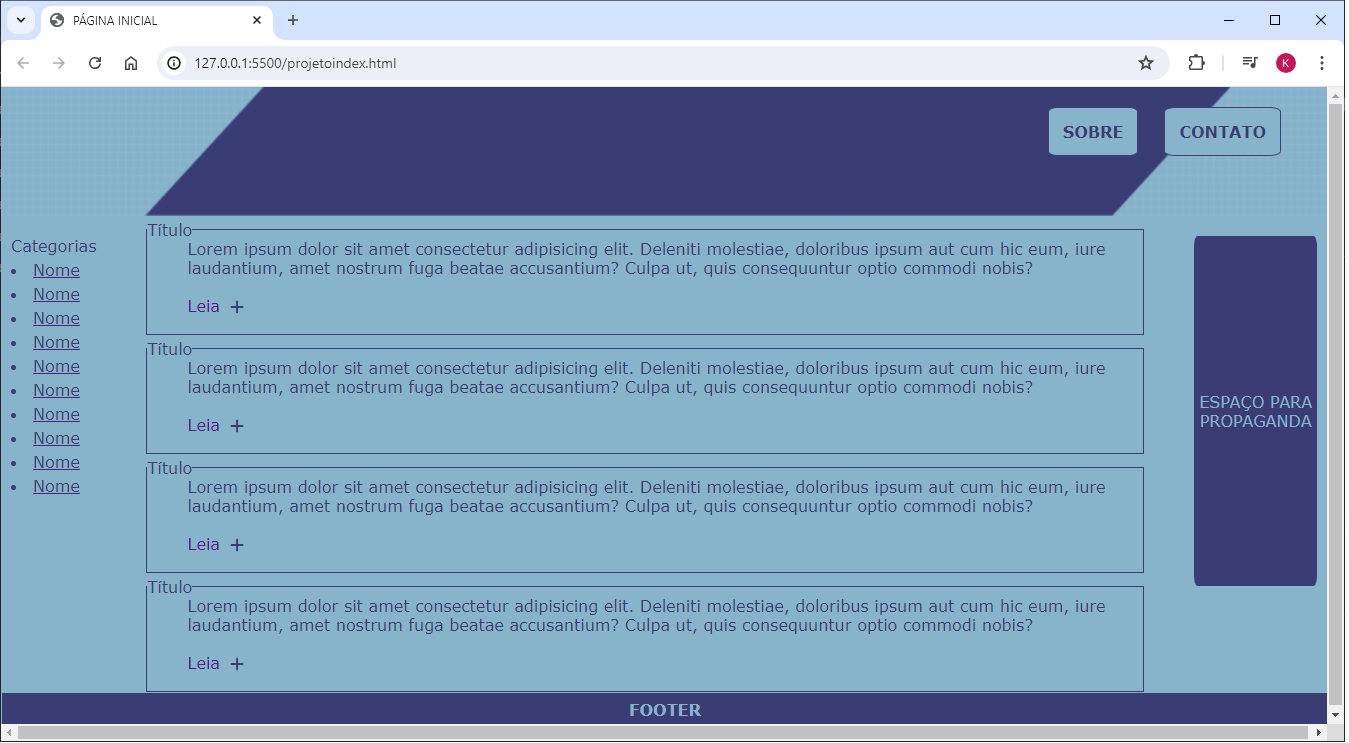 PÁGINA INICIAL
127.0.0.1:5500/projetoindex.html
K
SOBRE
CONTATO
Categorias
Nome
Nome
Nome
Nome
Nome
Nome
Nome
Nome
Nome
Nome
Título
Lorem ipsum dolor sit amet consectetur adipisicing elit. Deleniti molestiae, doloribus ipsum aut cum hic eum, iure
laudantium, amet nostrum fuga beatae accusantium? Culpa ut, quis consequuntur optio commodi nobis?
Leia +
Título
Lorem ipsum dolor sit amet consectetur adipisicing elit. Deleniti molestiae, doloribus ipsum aut cum hic eum, iure
laudantium, amet nostrum fuga beatae accusantium? Culpa ut, quis consequuntur optio commodi nobis?
Leia +
Título
Lorem ipsum dolor sit amet consectetur adipisicing elit. Deleniti molestiae, doloribus ipsum aut cum hic eum, iure
laudantium, amet nostrum fuga beatae accusantium? Culpa ut, quis consequuntur optio commodi nobis?
Leia +
Título
Lorem ipsum dolor sit amet consectetur adipisicing elit. Deleniti molestiae, doloribus ipsum aut cum hic eum, iure
laudantium, amet nostrum fuga beatae accusantium? Culpa ut, quis consequuntur optio commodi nobis?
Leia +
ESPAÇO PARA
PROPAGANDA
FOOTER